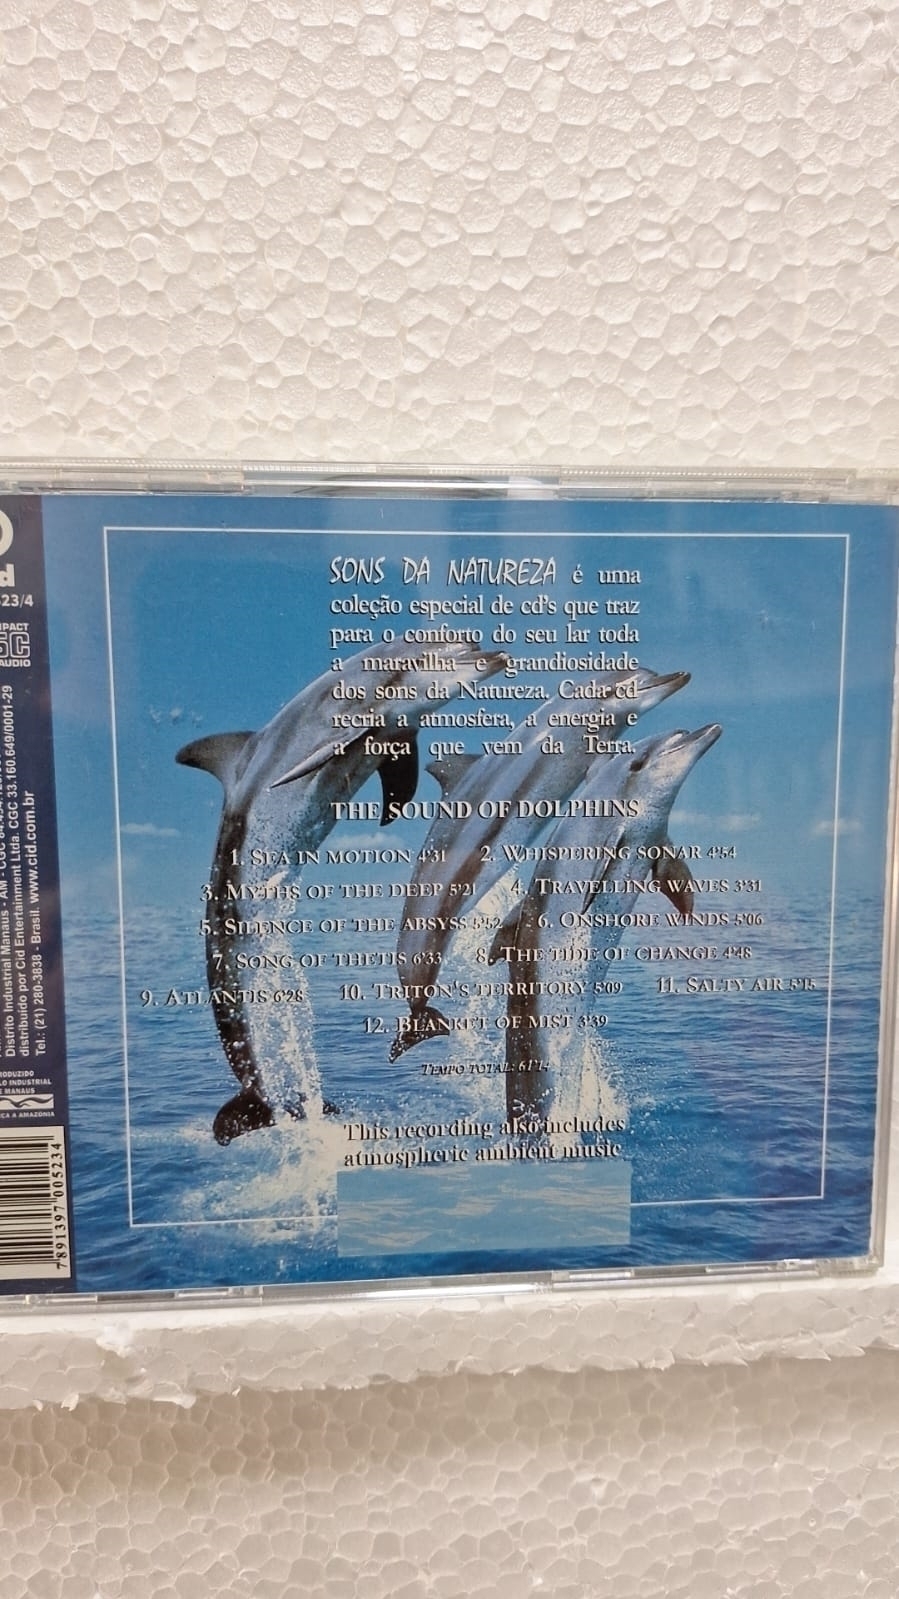 SONS DA NATUREZA é uma
coleção especial de cd's que traz
para o conforto do seu lar toda
a maravilha e grandiosidade
dos sons da Natureza. Cada cd
recria a atmosfera, a energia e
a força que vem da Terra.
THE SOUND OF DOLPHINS
1. SEA IN MOTION 4'31 2. WHISPERING SONAR 4'54
3. MYTHS OF THE DEEP 5'21 4. TRAVELLING WAVES 3'31
5. SILENCE OF THE ABSYSS 5'52 6. ONSHORE WINDS 5'06
7. SONG OF THETIS 6'33 8. THE TIDE OF CHANGE 4'48
9. ATLANTIS 6'28 10. TRITON'S TERRITORY 5'09 11. SALTY AIR 5'15
12. BLANKET OF MIST 3'39
TEMPO TOTAL: 61'14
This recording also includes
atmospheric ambient music
d
523/4
AUDIO
Distrito Industrial Manaus - AM - CGC
distribuído por Cid Entertainment Ltda. CGC 33.160.649/0001-29
Tel.: (21) 280-3838 - Brasil. www.cid.com.br
INDUSTRIAL
MANAUS
A AMAZONIA
7891397005234